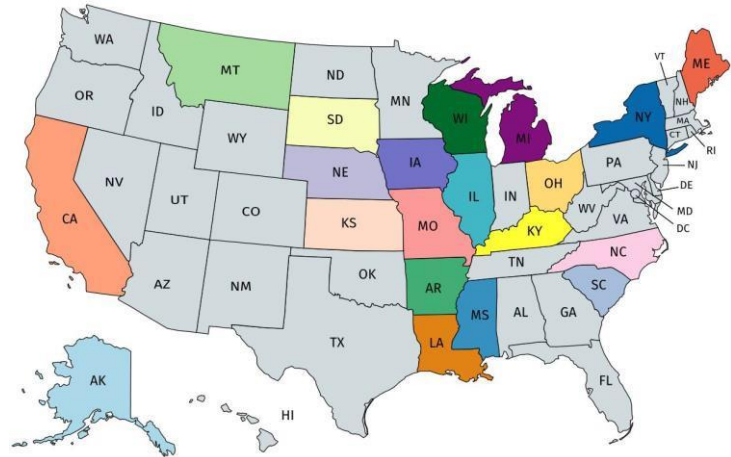 WA
MT
ND
MN
OR
ID
SD
WI
MI
VT
ME
NH
NY
MA
CT
RI
WY
NE
IA
PA
NJ
NV
UT
CO
IL
IN
OH
WV
DE
MD
DC
VA
CA
KS
MO
KY
NC
TN
SC
AZ
NM
OK
AR
MS
AL
GA
TX
LA
FL
AK
HI